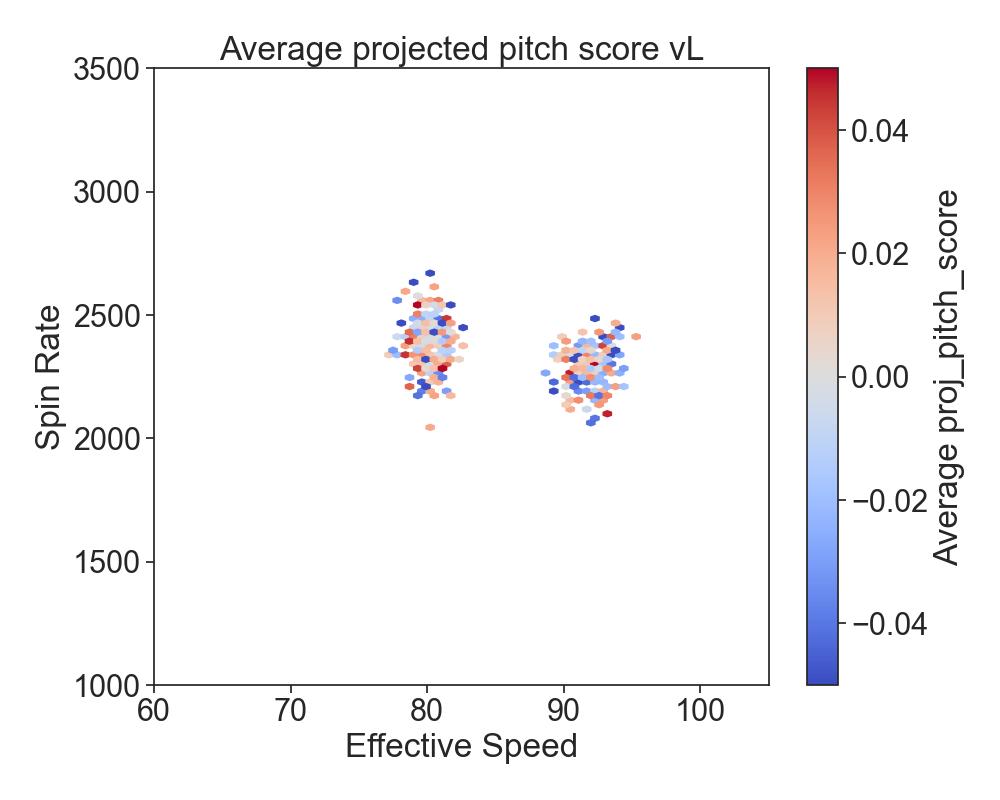 Average projected pitch score vL
3500
3000
2500
2000
1500
1000
Spin Rate
60 70 80 90 100
Effective Speed
0.04
0.02
0.00
−0.02
−0.04
Average proj_pitch_score